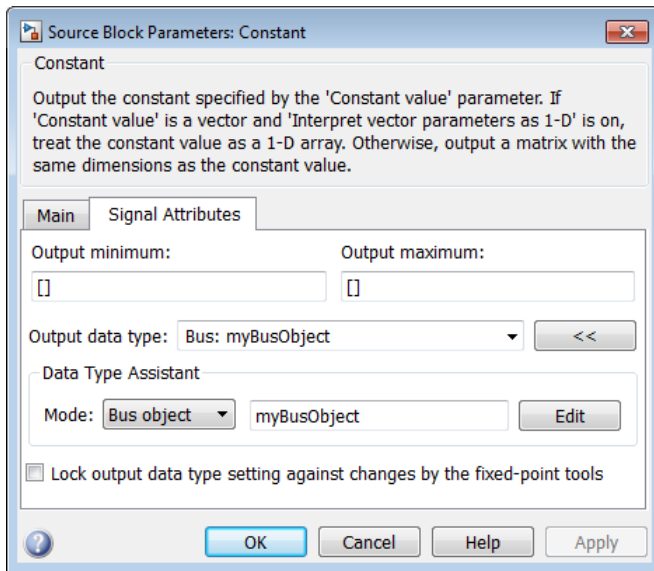 Source Block Parameters: Constant
Constant
Output the constant specified by the 'Constant value' parameter. If
'Constant value' is a vector and 'Interpret vector parameters as 1-D' is on,
treat the constant value as a 1-D array. Otherwise, output a matrix with the
same dimensions as the constant value.
Main Signal Attributes
Output minimum: Output maximum:
[] []
Output data type: Bus: myBusObject <<
Data Type Assistant
Mode: Bus object myBusObject Edit
Lock output data type setting against changes by the fixed-point tools
? OK Cancel Help Apply